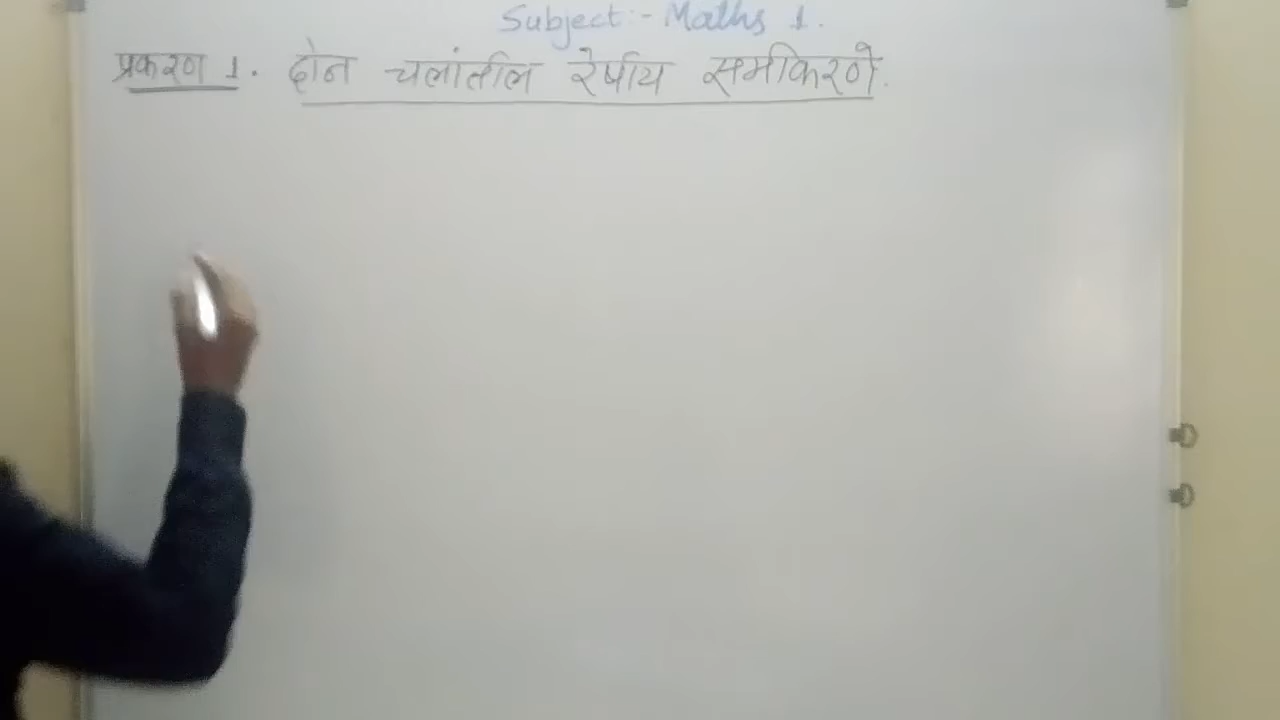 Subject :- Maths 1.
प्रकरण 1. दोन चलांतील रेषीय समीकरणे.